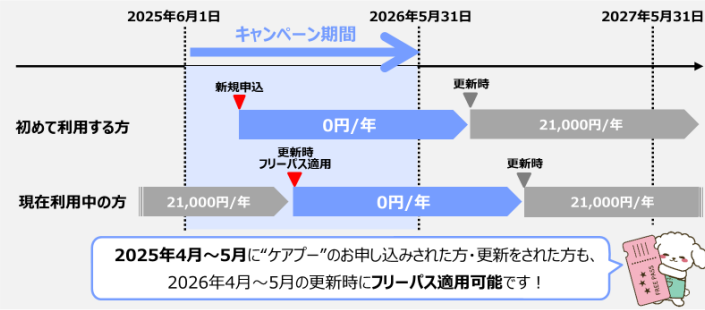 2025年6月1日 2026年5月31日 2027年5月31日
キャンペーン期間
新規申込 更新時
初めて利用する方 0円/年 21,000円/年
更新時
フリーパス適用 更新時
現在利用中の方 21,000円/年 0円/年 21,000円/年
2025年4月～5月に“ケアプー”のお申し込みされた方・更新をされた方も、
2026年4月～5月の更新時にフリーパス適用可能です！
FREE PASS